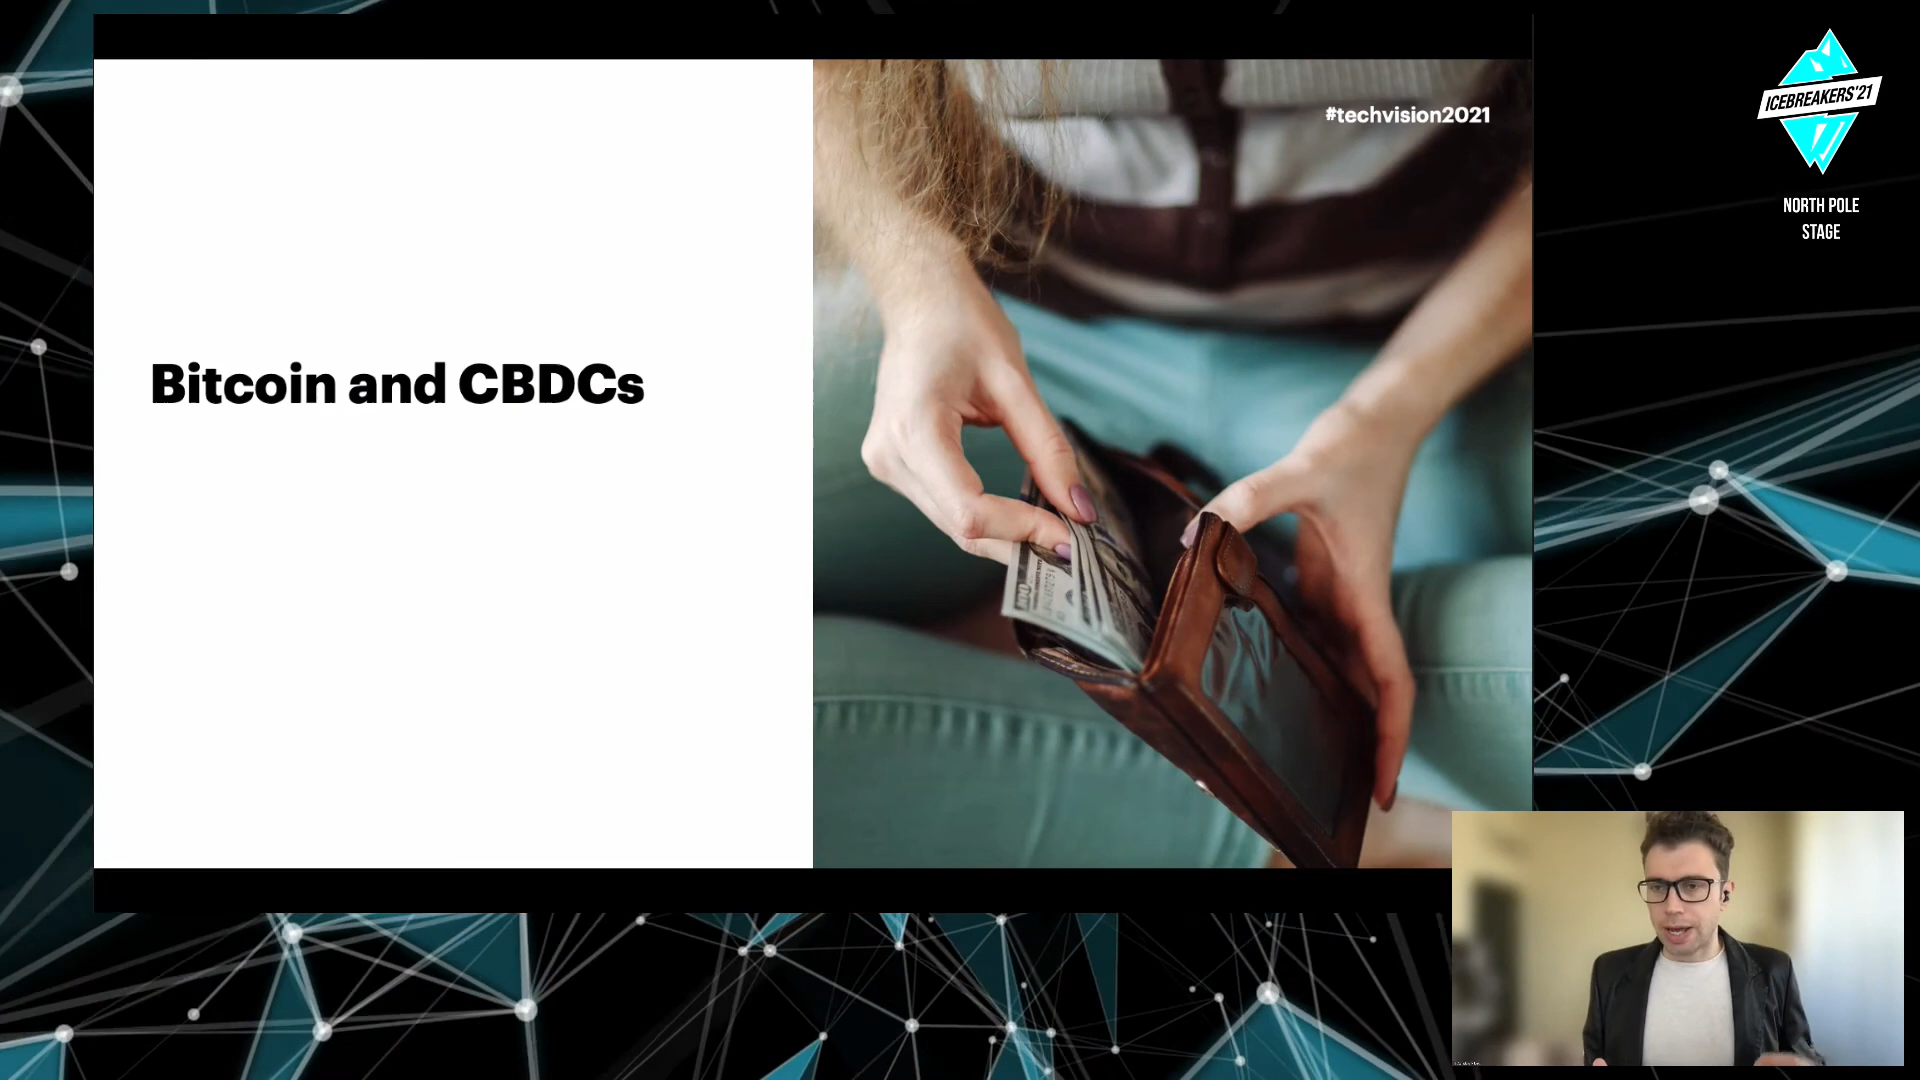 #techvision2021
ICEBREAKERS'21
NORTH POLE
STAGE
Bitcoin and CBDCs